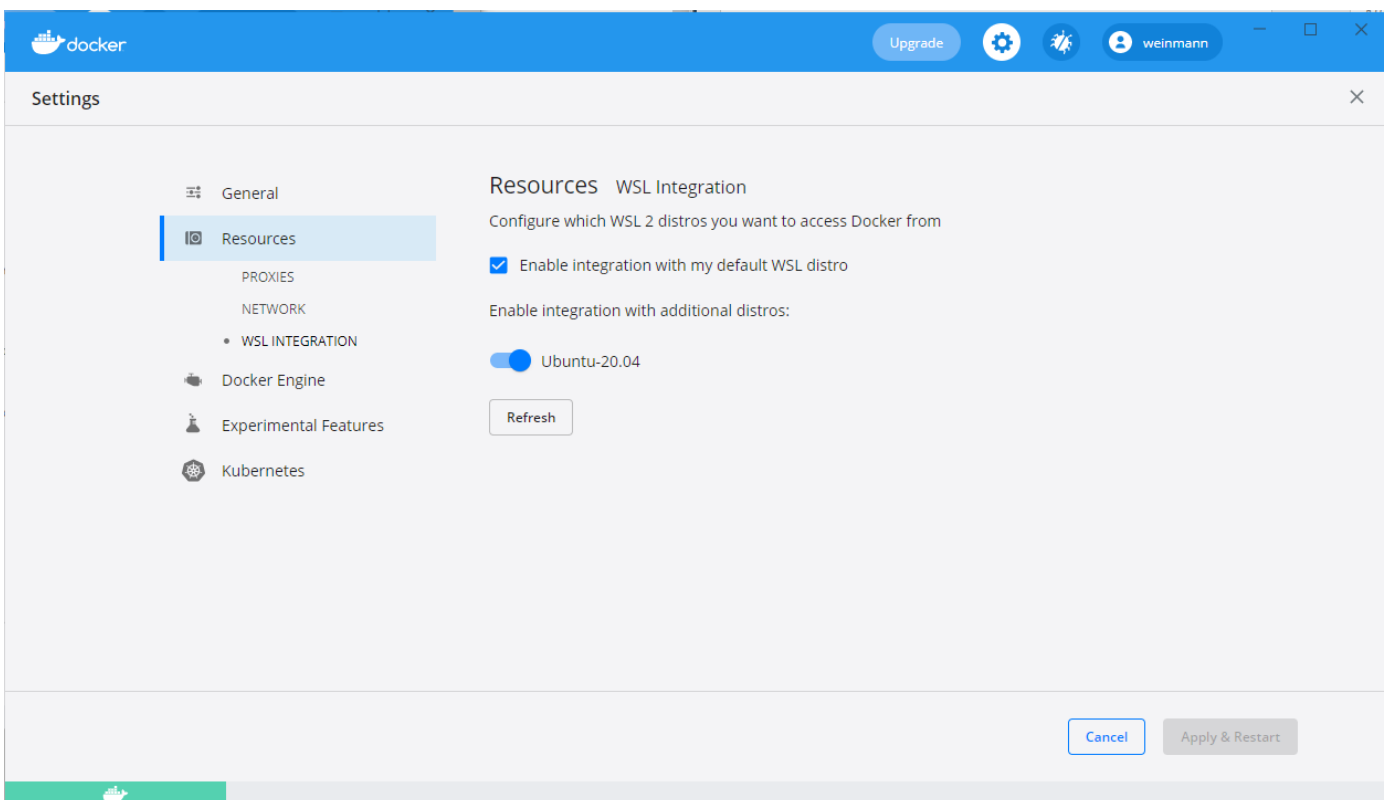 docker
Upgrade
weinmann
Settings
General
Resources
PROXIES
NETWORK
WSL INTEGRATION
Docker Engine
Experimental Features
Kubernetes
Resources WSL Integration
Configure which WSL 2 distros you want to access Docker from
Enable integration with my default WSL distro
Enable integration with additional distros:
Ubuntu-20.04
Refresh
Cancel
Apply & Restart